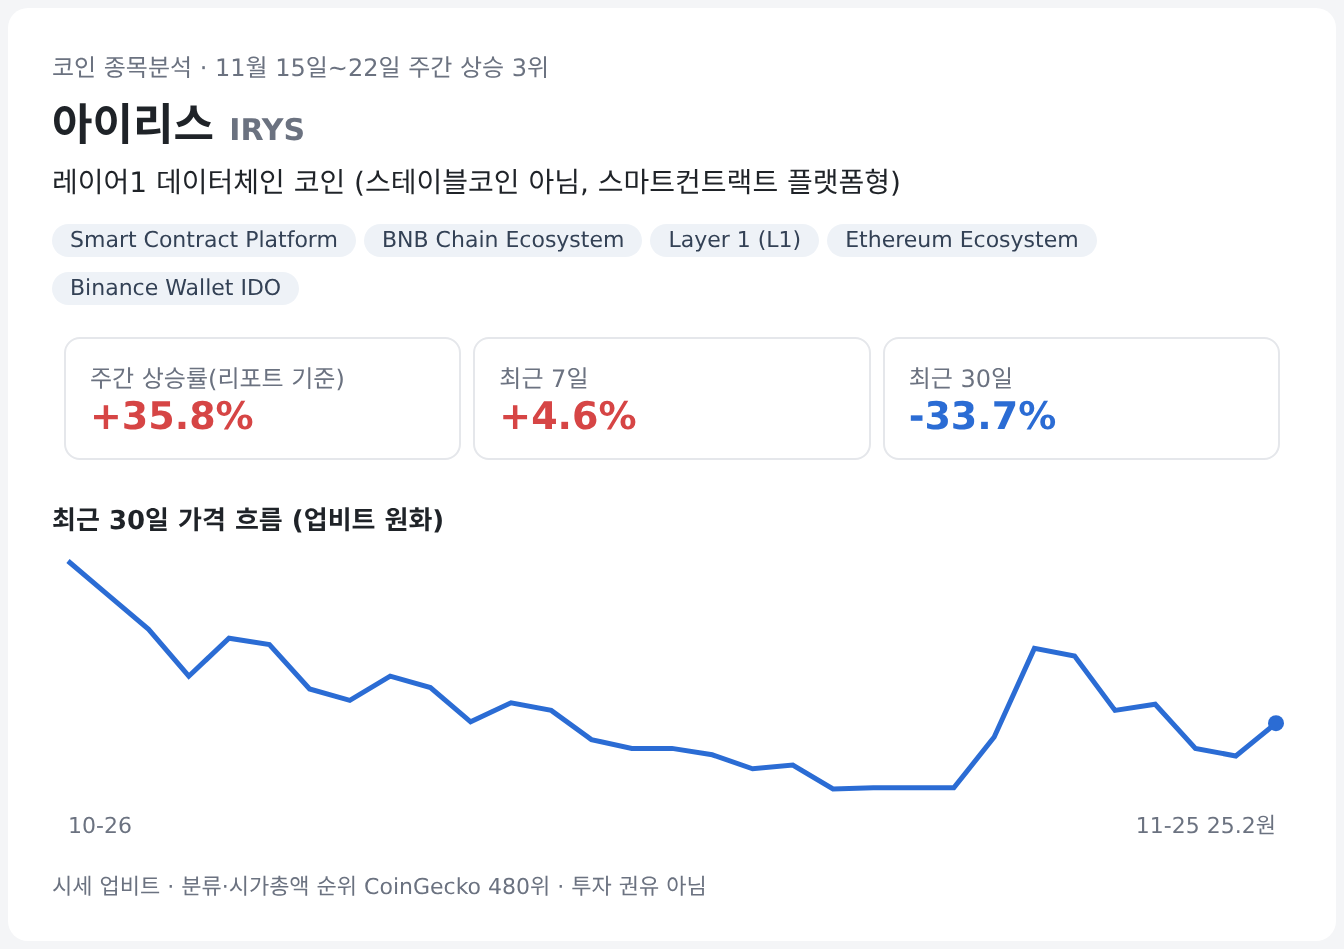 코인 종목분석 · 11월 15일~22일 주간 상승 3위
아이리스 IRYS
레이어1 데이터체인 코인 (스테이블코인 아님, 스마트컨트랙트 플랫폼형)
Smart Contract Platform BNB Chain Ecosystem Layer 1 (L1) Ethereum Ecosystem
Binance Wallet IDO
주간 상승률(리포트 기준) 최근 7일 최근 30일
+35.8% +4.6% -33.7%
최근 30일 가격 흐름 (업비트 원화)
10-26 11-25 25.2원
시세 업비트 · 분류·시가총액 순위 CoinGecko 480위 · 투자 권유 아님